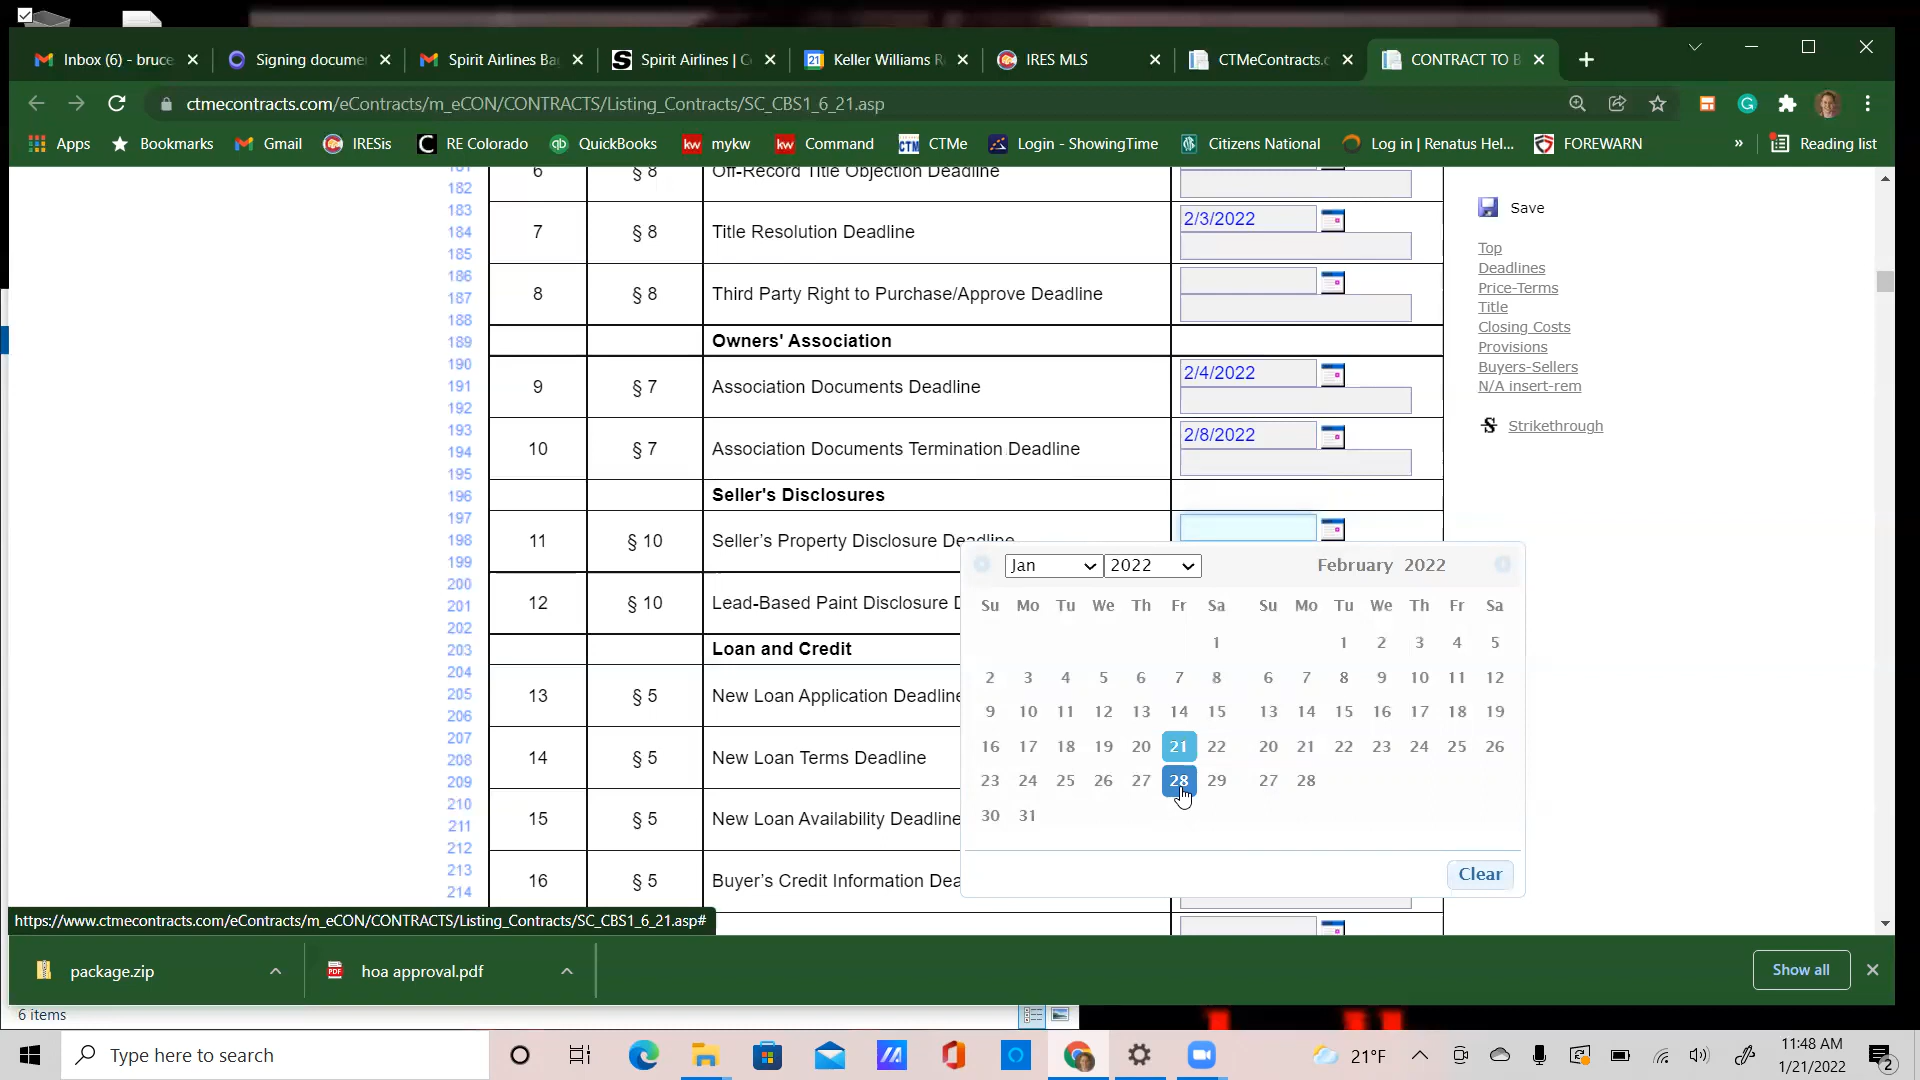 Inbox (6) - bruce
Signing docume
Spirit Airlines Ba
Spirit Airlines | C
21 Keller Williams R
IRES MLS
CTMeContracts.c
CONTRACT TO B
ctmecontracts.com/eContracts/m_eCON/CONTRACTS/Listing_Contracts/SC_CBS1_6_21.asp
Apps Bookmarks Gmail IRESis RE Colorado QuickBooks kw mykw kw Command CTM CTMe Login - ShowingTime Citizens National Log in | Renatus Hel... FOREWARN » Reading list
181
6 § 8 Off-Record Title Objection Deadline
182
183
7 § 8 Title Resolution Deadline 2/3/2022
184
185
186
8 § 8 Third Party Right to Purchase/Approve Deadline
187
188
189 Owners' Association
190
9 § 7 Association Documents Deadline 2/4/2022
191
192
193
10 § 7 Association Documents Termination Deadline 2/8/2022
194
195
196 Seller's Disclosures
197
11 § 10 Seller's Property Disclosure Deadline
198
199
200
12 § 10 Lead-Based Paint Disclosure D
201
202
203 Loan and Credit
204
13 § 5 New Loan Application Deadline
205
206
207
14 § 5 New Loan Terms Deadline
208
209
210
15 § 5 New Loan Availability Deadline
211
212
213
16 § 5 Buyer's Credit Information Dea
214
Save
Top
Deadlines
Price-Terms
Title
Closing Costs
Provisions
Buyers-Sellers
N/A insert-rem
S Strikethrough
Jan 2022 February 2022
Su Mo Tu We Th Fr Sa Su Mo Tu We Th Fr Sa
1 1 2 3 4 5
2 3 4 5 6 7 8 6 7 8 9 10 11 12
9 10 11 12 13 14 15 13 14 15 16 17 18 19
16 17 18 19 20 21 22 20 21 22 23 24 25 26
23 24 25 26 27 28 29 27 28
30 31
Clear
https://www.ctmecontracts.com/eContracts/m_eCON/CONTRACTS/Listing_Contracts/SC_CBS1_6_21.asp#
package.zip
PDF hoa approval.pdf
Show all
6 items
Type here to search
21°F
11:48 AM
1/21/2022
2